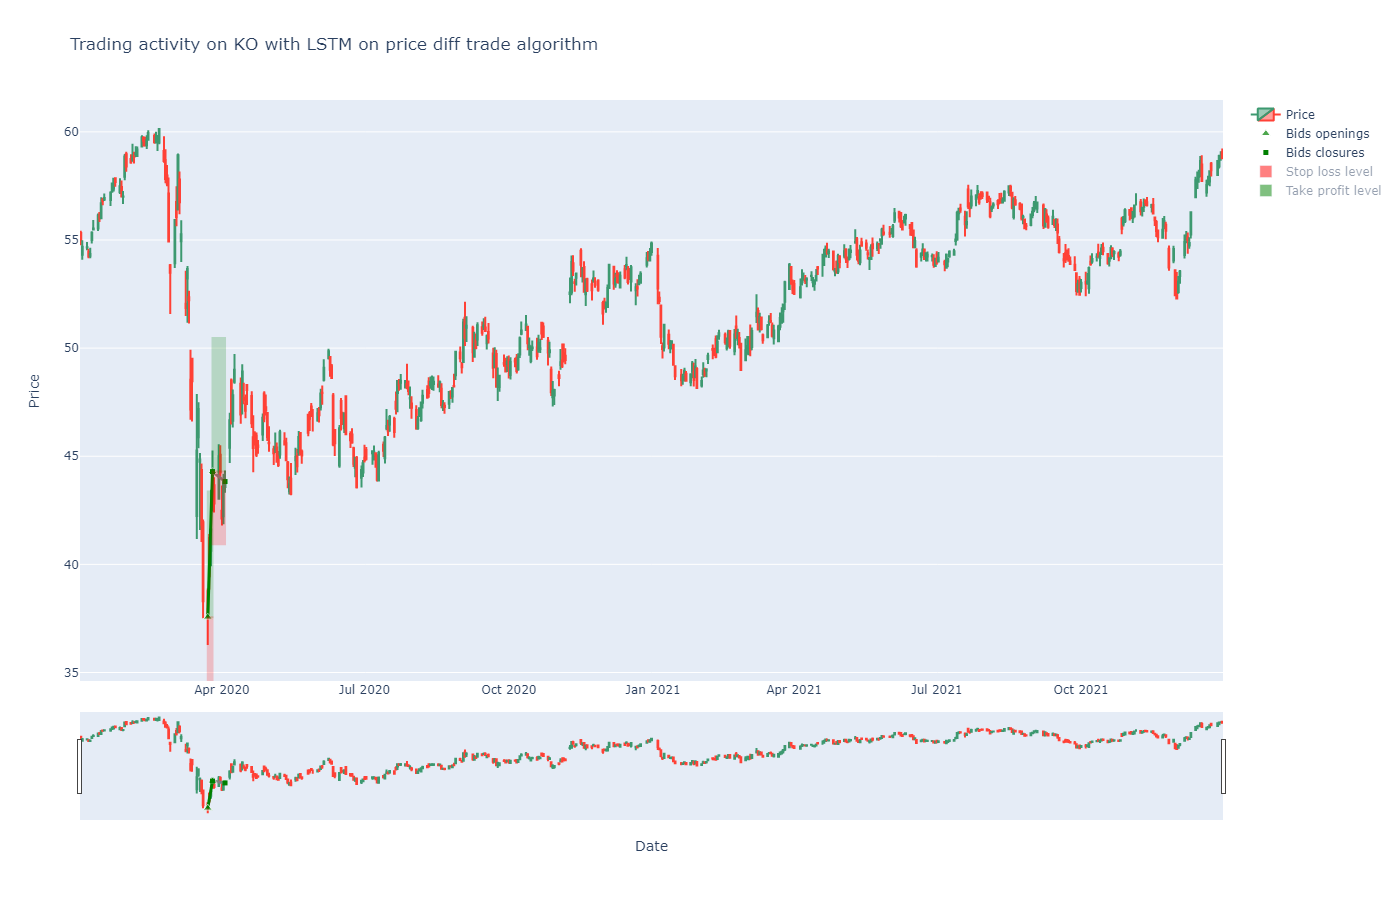 Trading activity on KO with LSTM on price diff trade algorithm
Price
Bids openings
Bids closures
Stop loss level
Take profit level
60
55
50
45
40
35
Price
Apr 2020
Jul 2020
Oct 2020
Jan 2021
Apr 2021
Jul 2021
Oct 2021
Date